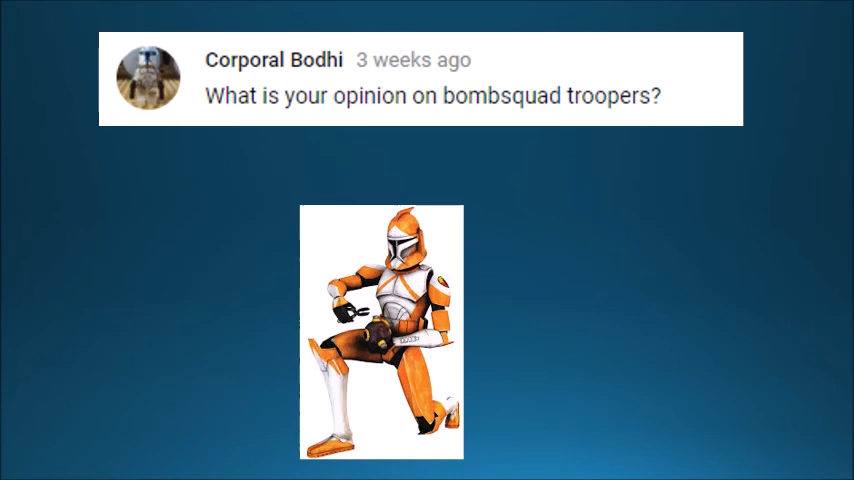 Corporal Bodhi 3 weeks ago
What is your opinion on bombsquad troopers?